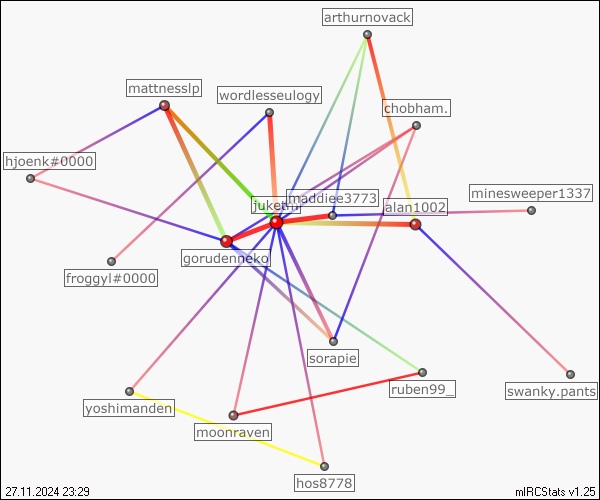 arthurnovack
mattnesslp
wordlesseulogy
chobham.
hjoenk#0000
maddiee3773
minesweeper1337
alan1002
gorudenneko
froggyl#0000
sorapie
ruben99_
swanky.pants
yoshimanden
moonraven
hos8778
27.11.2024 23:29
mIRCStats v1.25